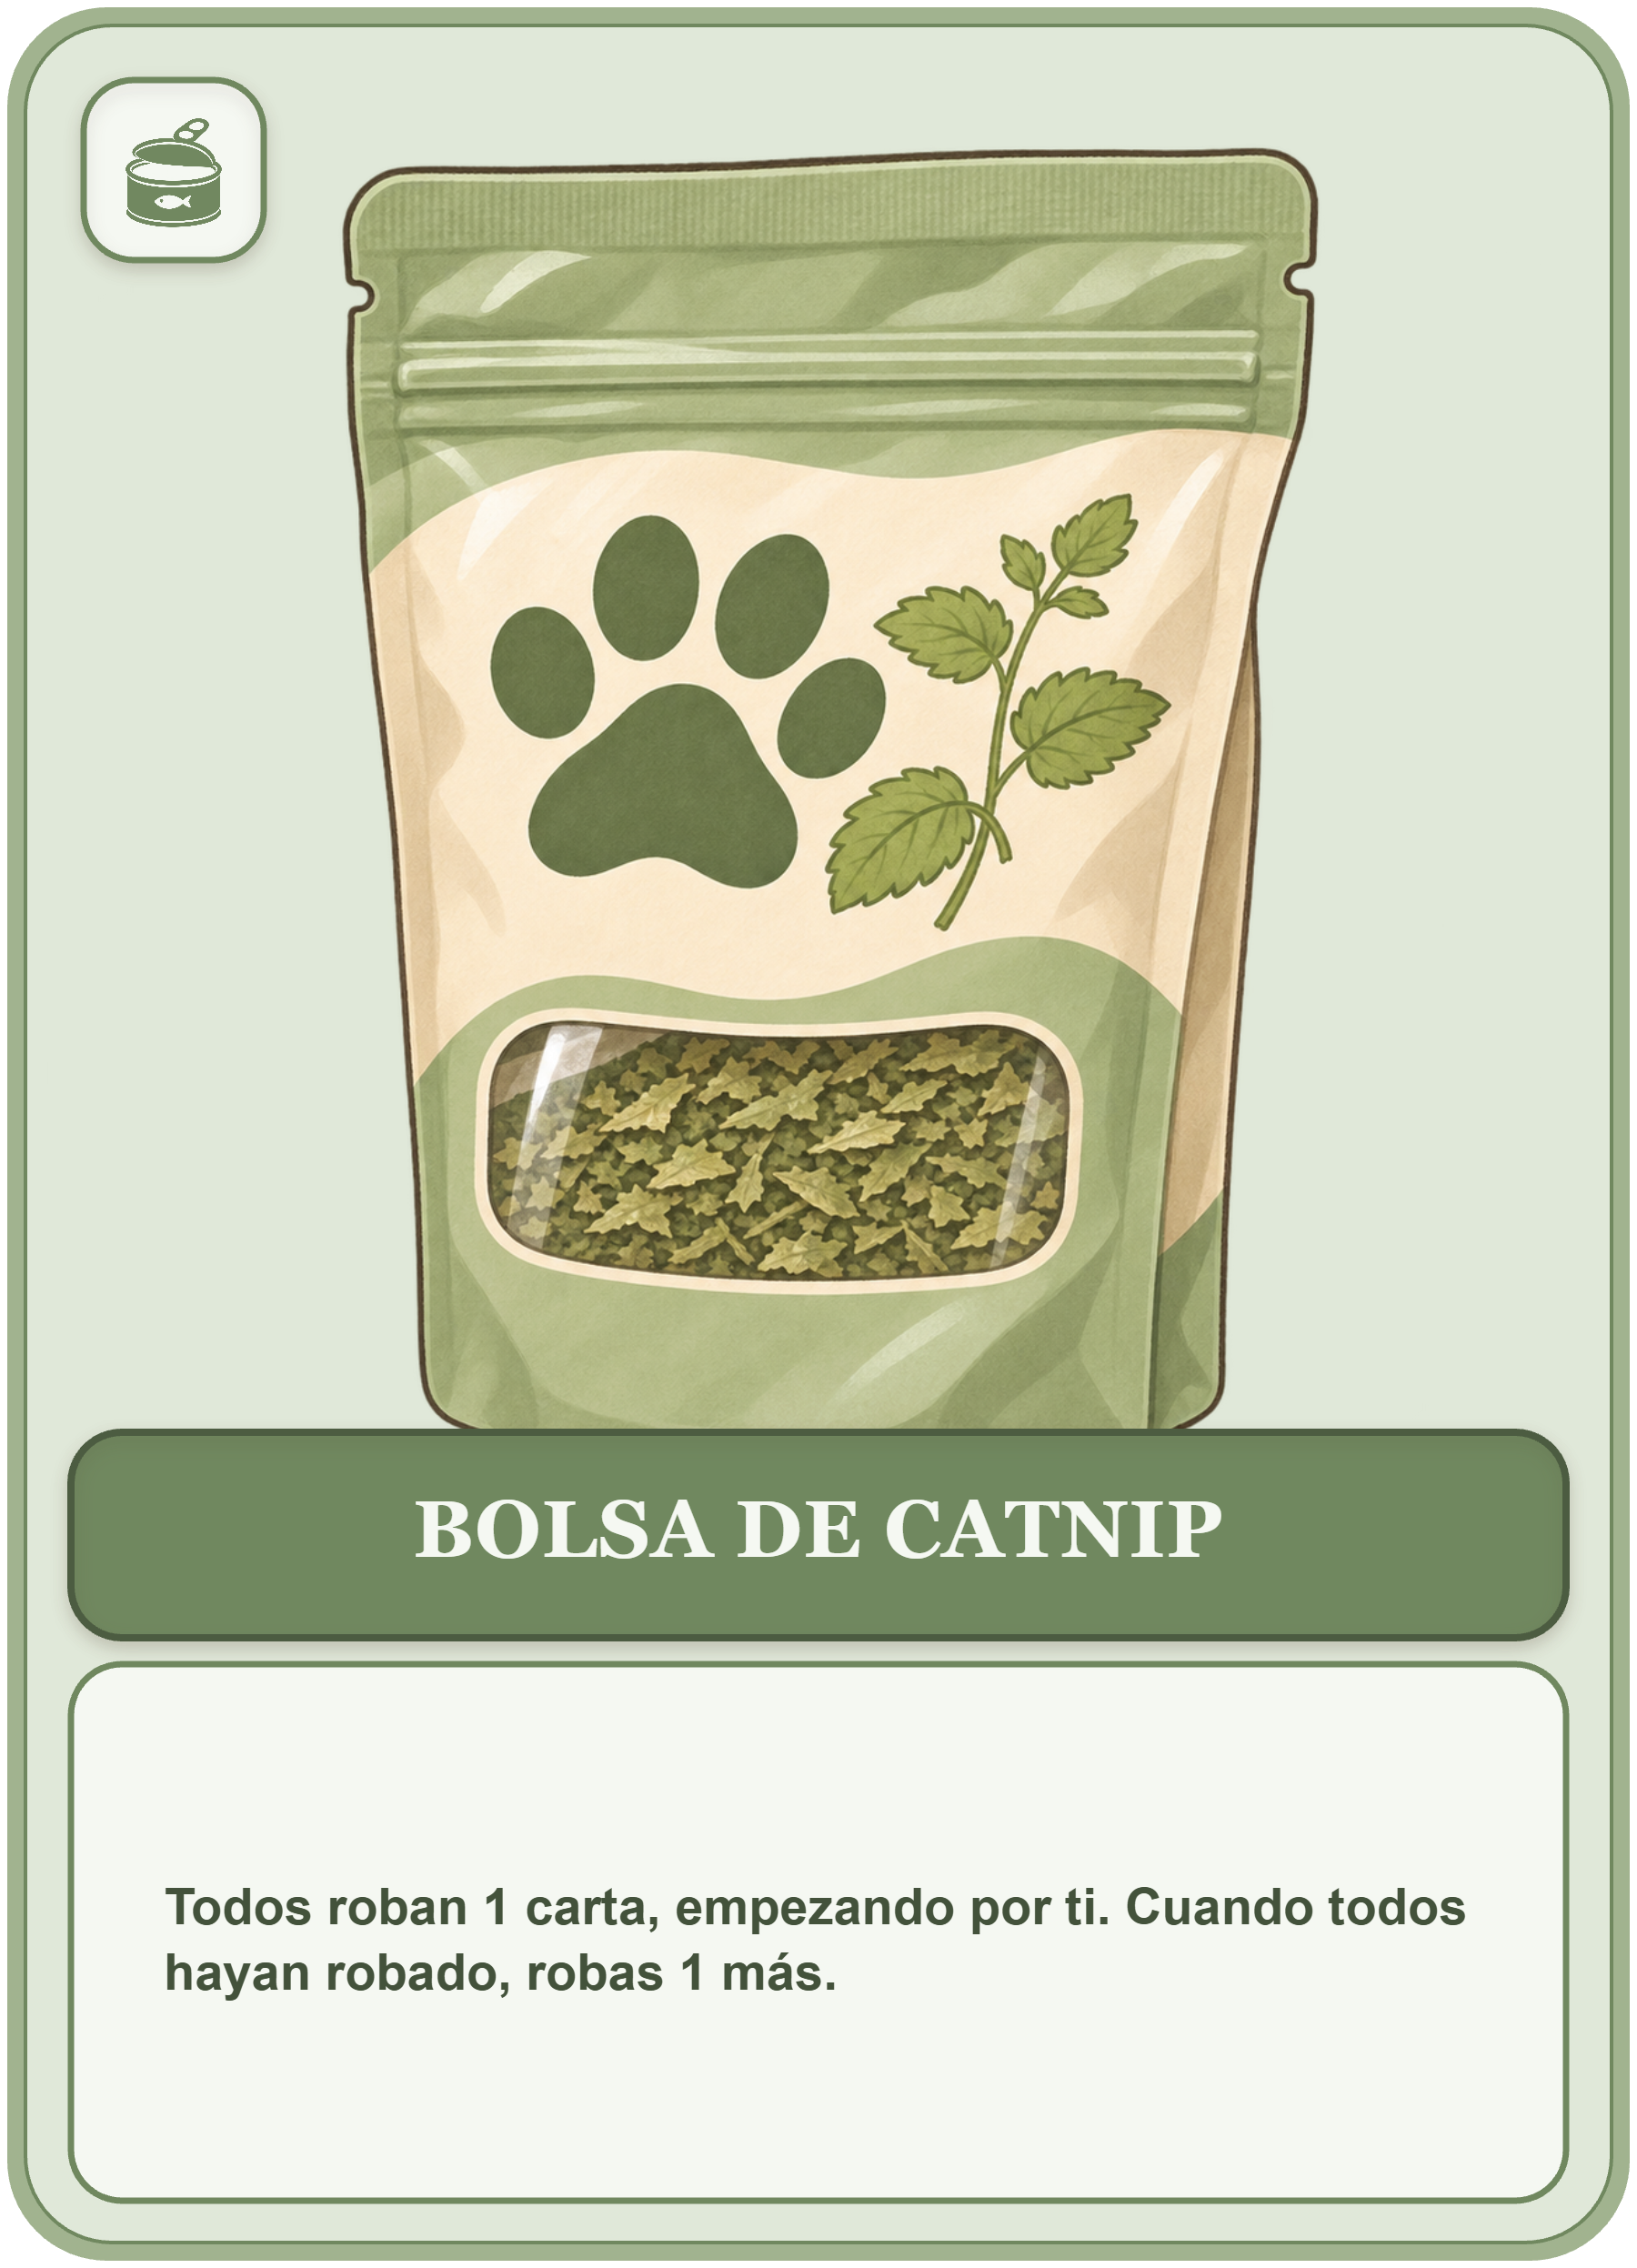 BOLSA DE CATNIP
Todos roban 1 carta, empezando por ti. Cuando todos
hayan robado, robas 1 más.